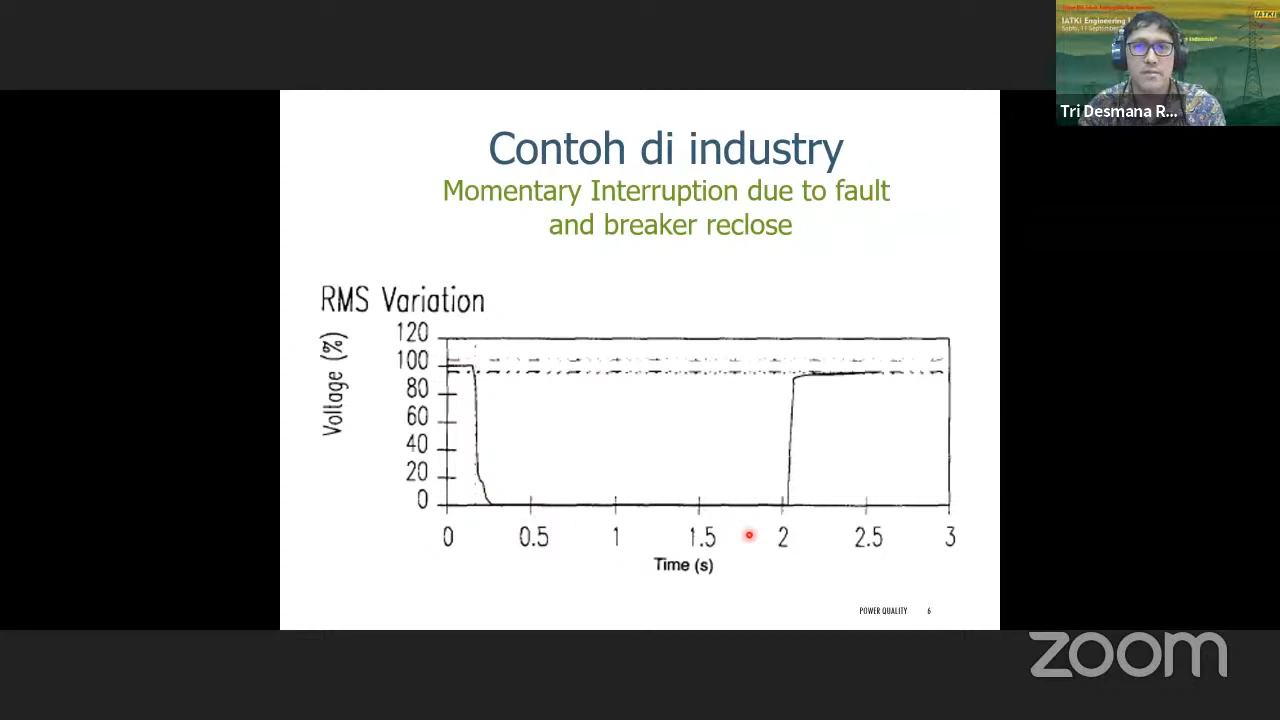 IATKI
IATKI Engineering
Tri Desmana R...
Contoh di industry
Momentary Interruption due to fault
and breaker reclose
RMS Variation
Voltage (%)
120
100
80
60
40
20
0
0 0.5 1 1.5 2 2.5 3
Time (s)
POWER QUALITY 6
zoom